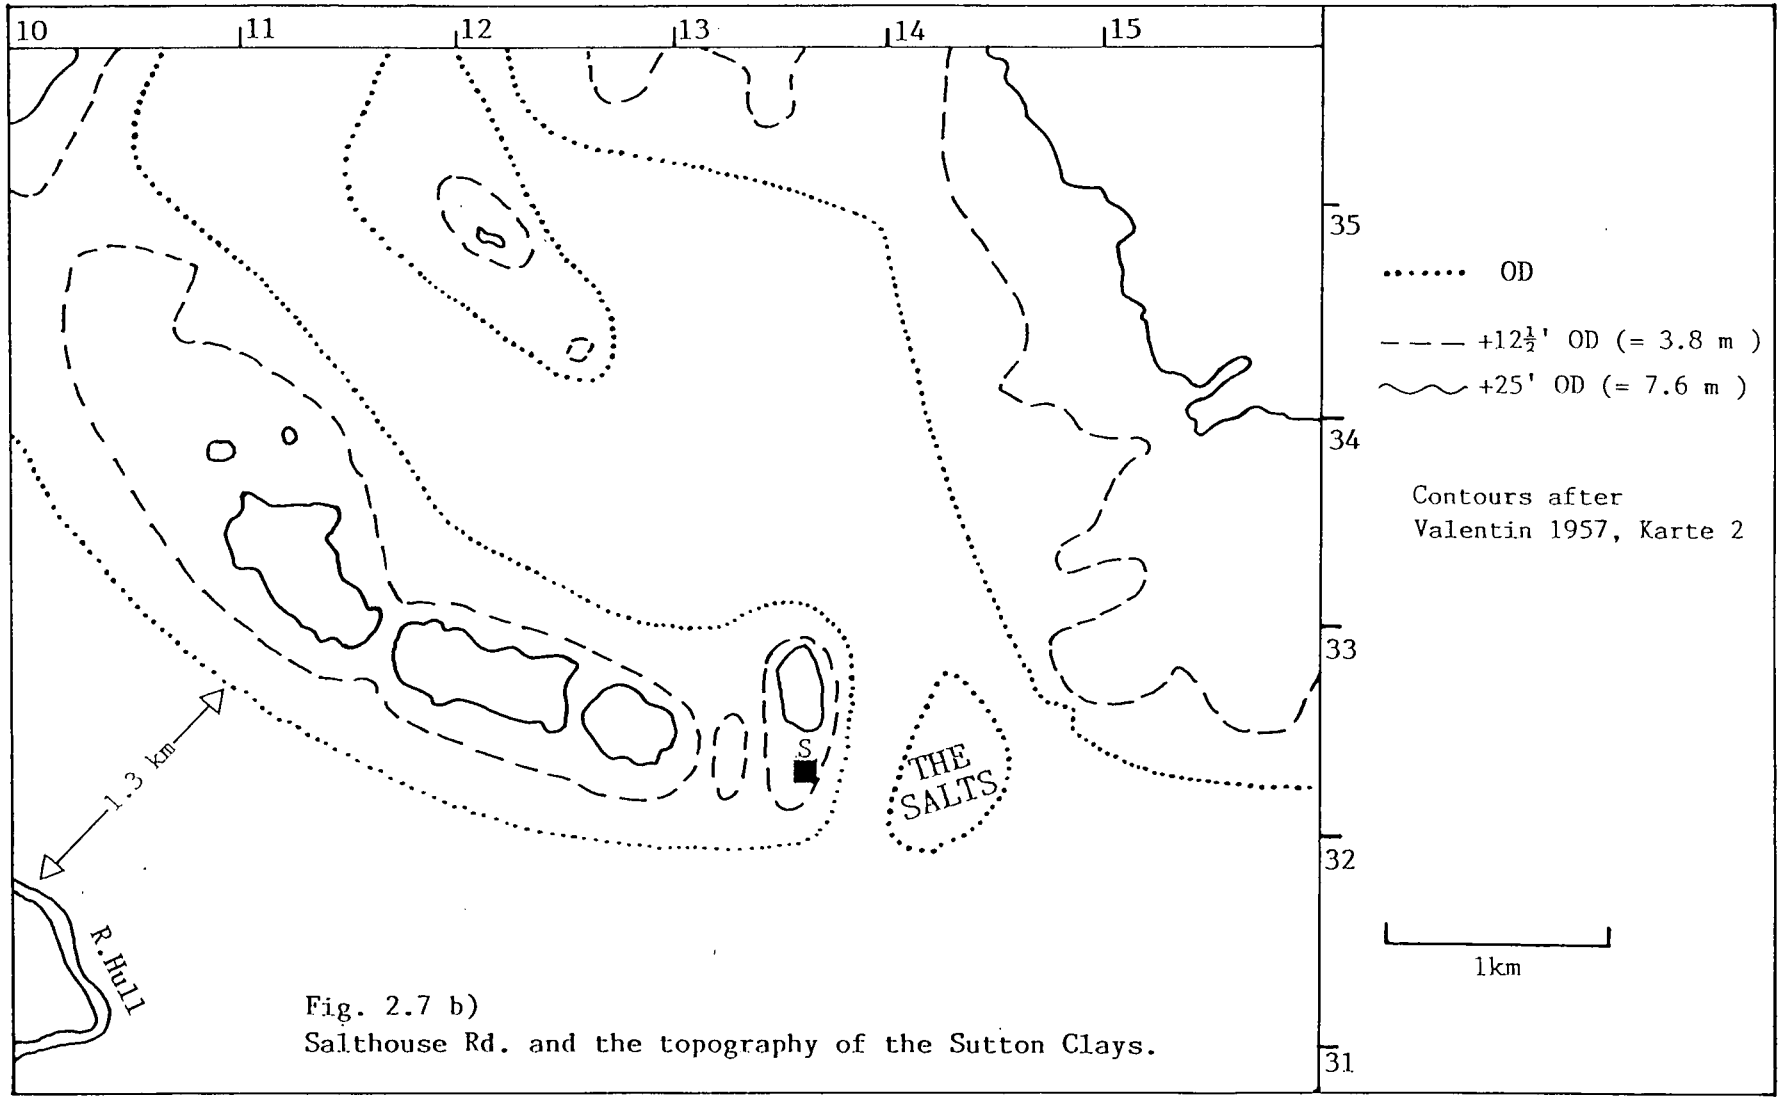 10
11
12
13
14
15
35
34
33
32
31
OD
+12½' OD (= 3.8 m )
+25' OD (= 7.6 m )
Contours after
Valentin 1957, Karte 2
1km
S
THE
SALTS
1.3 km
R.Hull
Fig. 2.7 b)
Salthouse Rd. and the topography of the Sutton Clays.